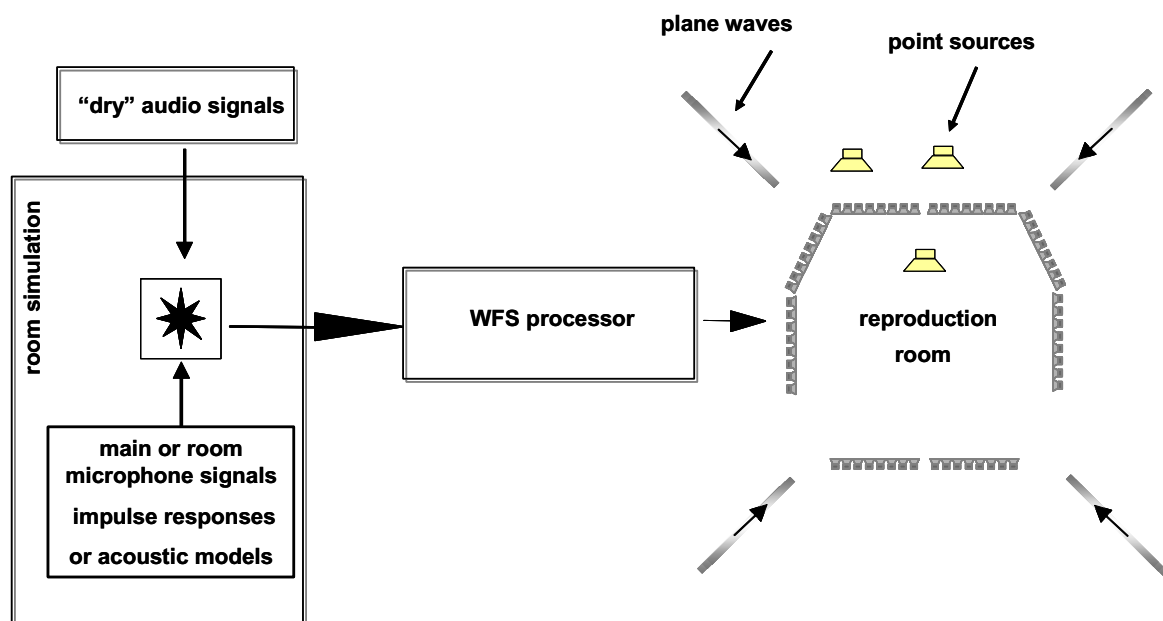 plane waves
point sources
“dry” audio signals
room simulation
WFS processor
reproduction
room
main or room
microphone signals
impulse responses
or acoustic models